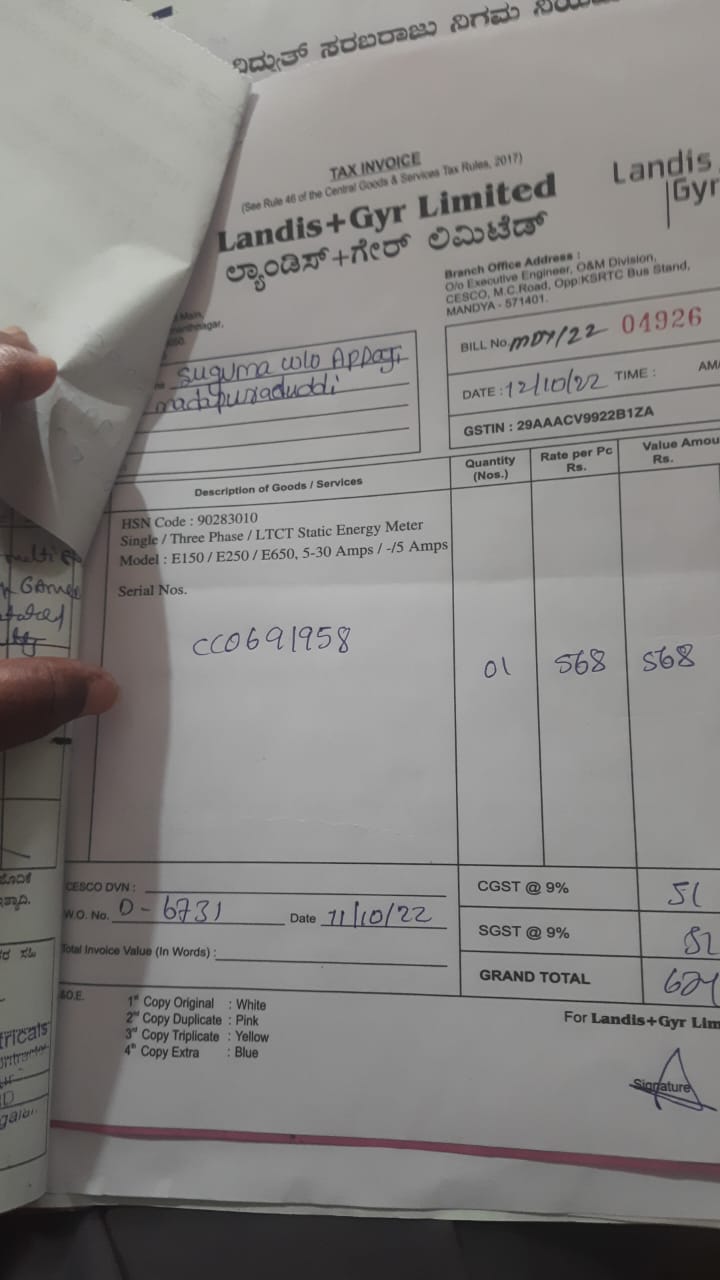 ವಿದ್ಯುತ್ ಸರಬರಾಜು ನಿಗಮ
TAX INVOICE
(See Rule 46 of the Central Goods & Services Tax Rules, 2017)
Landis+Gyr Limited
ಲ್ಯಾಂಡಿಸ್+ಗೇರ್ ಲಿಮಿಟೆಡ್
Landis
Gyr
Branch Office Address :
O/o Executive Engineer, O&M Division,
CESCO, M.C.Road, Opp:KSRTC Bus Stand,
MANDYA - 571401.
Main,
BILL No. MDY/22 04926
DATE : 12/10/22 TIME : AM
GSTIN : 29AAACV9922B1ZA
Suguma w/o Appaji
Description of Goods / Services
Quantity (Nos.)
Rate per Pc Rs.
Value Amou
Rs.
HSN Code : 90283010
Single / Three Phase / LTCT Static Energy Meter
Model : E150 / E250 / E650, 5-30 Amps / -/5 Amps
Serial Nos.
CC0691958 01 568 568
CESCO DVN :
W.O. No. D-6731 Date 11/10/22
Total Invoice Value (In Words) :
CGST @ 9% 51
SGST @ 9%
GRAND TOTAL
&O.E.
1st Copy Original : White
2nd Copy Duplicate : Pink
3rd Copy Triplicate : Yellow
4th Copy Extra : Blue
For Landis+Gyr Lim
Signature